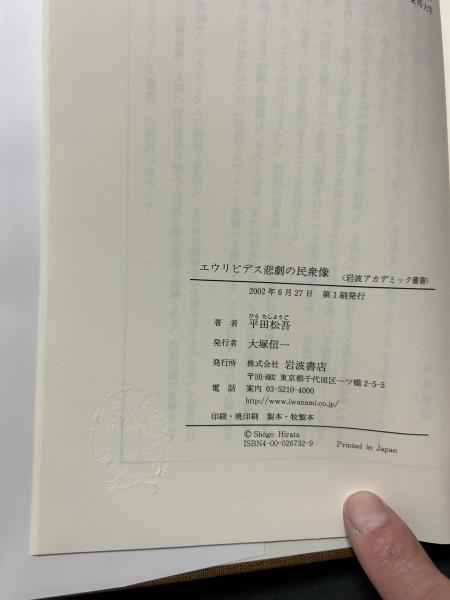 エウリピデス悲劇の民衆像 〈岩波アカデミック叢書〉
2002年6月27日 第1刷発行
ひらたしょうご
著者 平田松吾
発行者 大塚信一
発行所 株式会社 岩波書店
〒101-8002 東京都千代田区一ツ橋2-5-5
電話 案内 03-5210-4000
http://www.iwanami.co.jp/
印刷・暁印刷 製本・牧製本
© Shōgo Hirata
ISBN4-00-026732-9 Printed in Japan